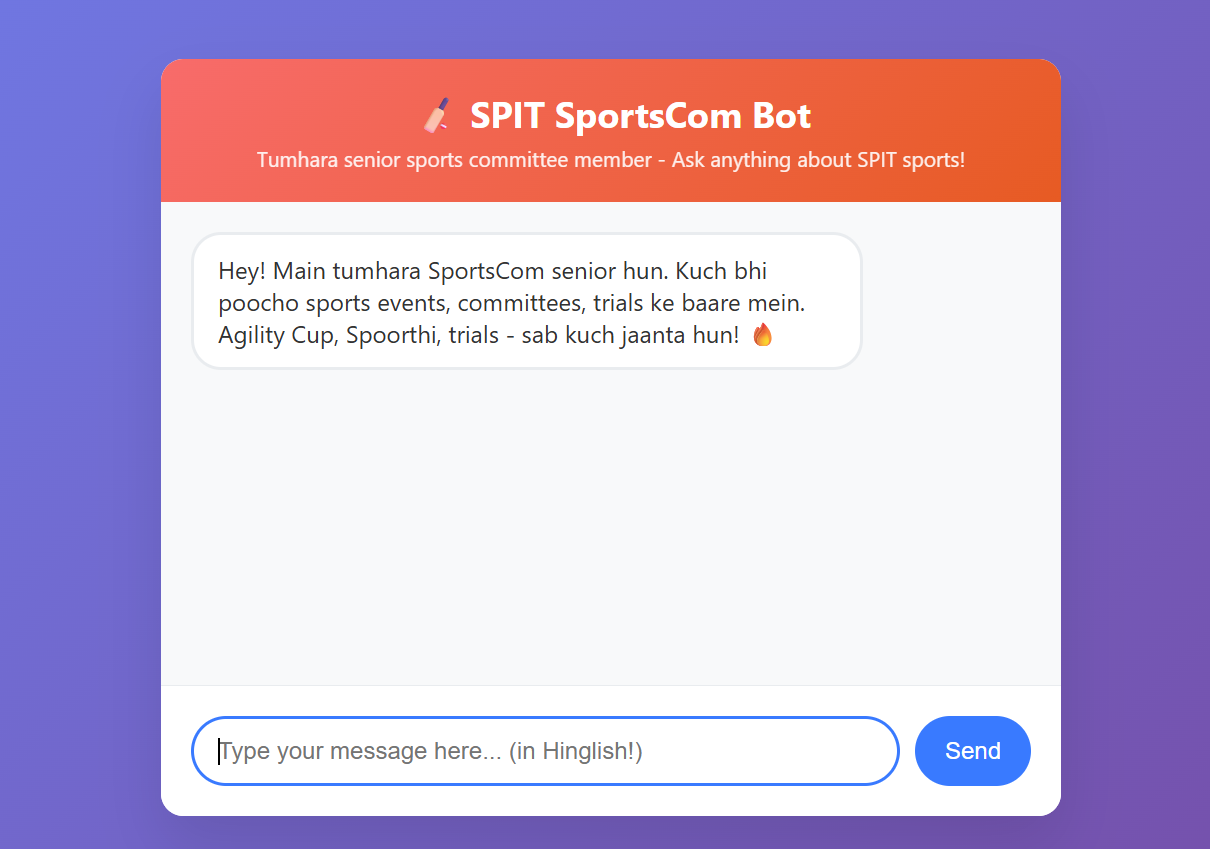 🏏 SPIT SportsCom Bot
Tumhara senior sports committee member - Ask anything about SPIT sports!
Hey! Main tumhara SportsCom senior hun. Kuch bhi
poocho sports events, committees, trials ke baare mein.
Agility Cup, Spoorthi, trials - sab kuch jaanta hun! 🔥
Type your message here... (in Hinglish!)
Send